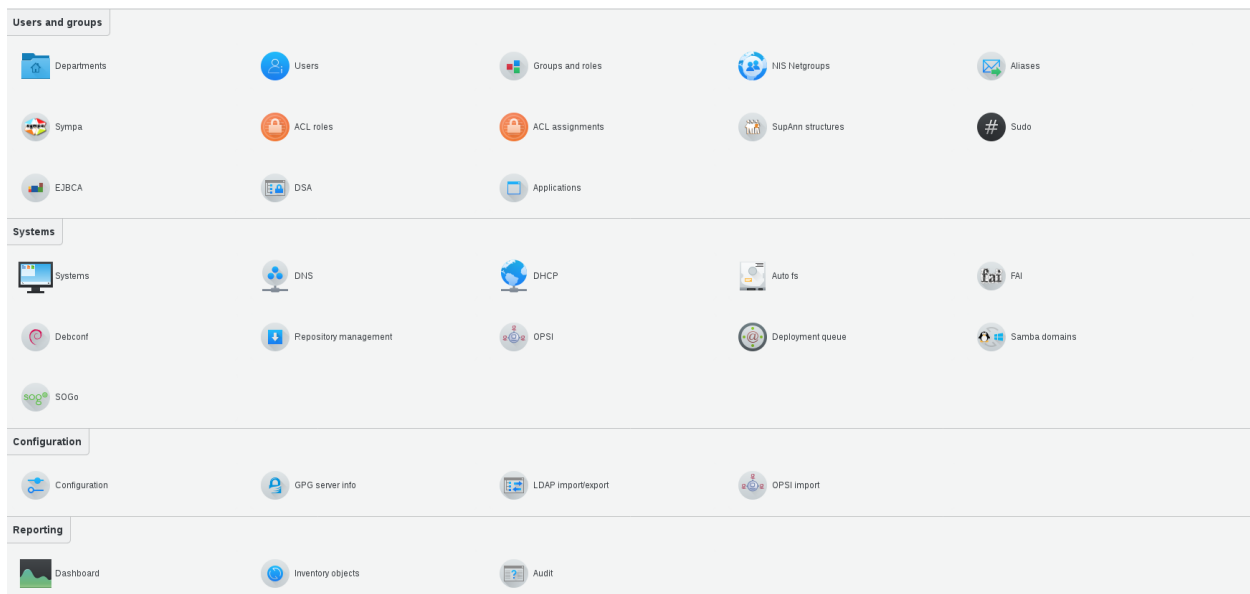 Users and groups
Departments Users Groups and roles NIS Netgroups Aliases
Sympa ACL roles ACL assignments SupAnn structures # Sudo
EJBCA DSA Applications
Systems
Systems DNS DHCP Auto fs fai FAI
Debconf Repository management OPSI @ Deployment queue Samba domains
sogo SOGo
Configuration
Configuration GPG server info LDAP import/export OPSI import
Reporting
Dashboard Inventory objects ? Audit